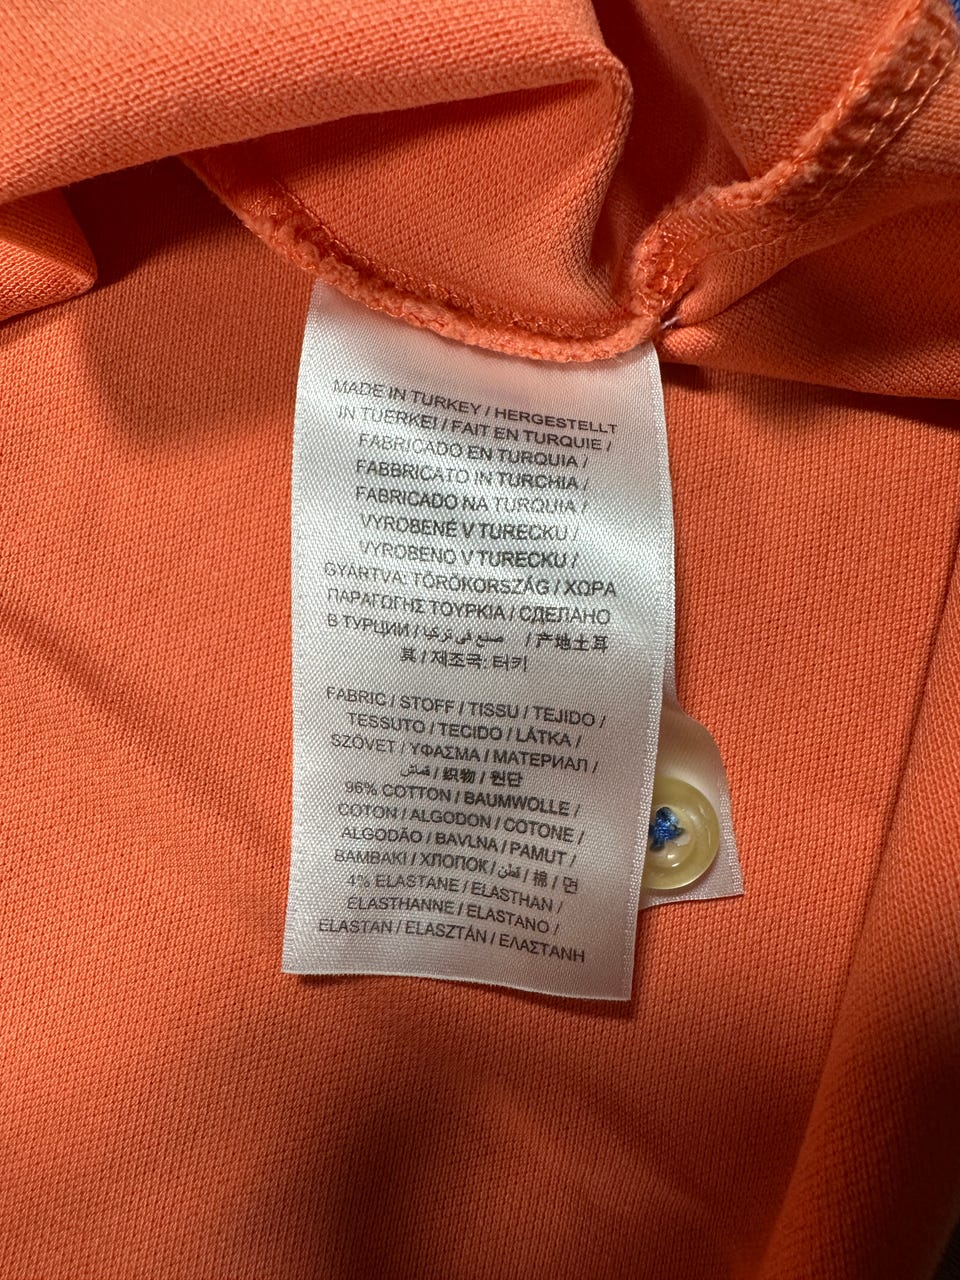 MADE IN TURKEY / HERGESTELLT
IN TUERKEI / FAIT EN TURQUIE /
FABRICADO EN TURQUIA /
FABBRICATO IN TURCHIA /
FABRICADO NA TURQUIA /
VYROBENÉ V TURECKU /
VYROBENO V TURECKU /
GYÁRTVA: TÖRÖKORSZÁG / ΧΩΡΑ
ΠΑΡΑΓΩΓΗΣ ΤΟΥΡΚΙΑ / СДЕЛАНО
В ТУРЦИИ / صنع في تركيا / 产地土耳
其 / 제조국: 터키
FABRIC / STOFF / TISSU / TEJIDO /
TESSUTO / TECIDO / LÁTKA /
SZÖVET / ΥΦΑΣΜΑ / МАТЕРИАЛ /
قماش / 织物 / 원단
96% COTTON / BAUMWOLLE /
COTON / ALGODON / COTONE /
ALGODÃO / BAVLNA / PAMUT /
BAMBAKI / ХЛОПОК / قطن / 棉 / 면
4% ELASTANE / ELASTHAN /
ELASTHANNE / ELASTANO /
ELASTAN / ELASZTÁN / ΕΛΑΣΤΑΝΗ